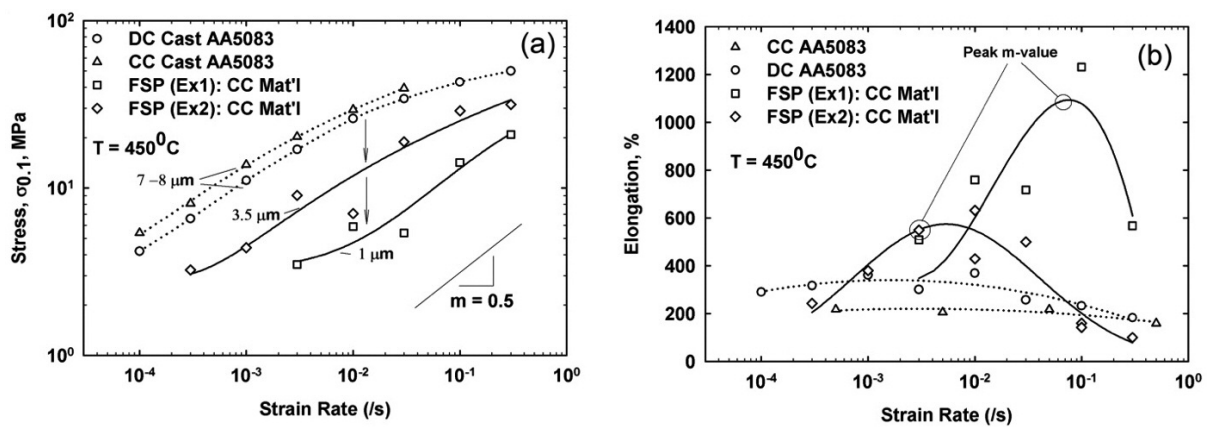 (a)
DC Cast AA5083
CC Cast AA5083
FSP (Ex1): CC Mat'l
FSP (Ex2): CC Mat'l
T = 450⁰C
7 –8 μm
3.5 μm
1 μm
m = 0.5
Stress, σ0.1, MPa
10²
10¹
10⁰
10⁻⁴ 10⁻³ 10⁻² 10⁻¹ 10⁰
Strain Rate (/s)
(b)
Peak m-value
CC AA5083
DC AA5083
FSP (Ex1): CC Mat'l
FSP (Ex2): CC Mat'l
T = 450⁰C
Elongation, %
1400
1200
1000
800
600
400
200
0
10⁻⁴ 10⁻³ 10⁻² 10⁻¹ 10⁰
Strain Rate (/s)